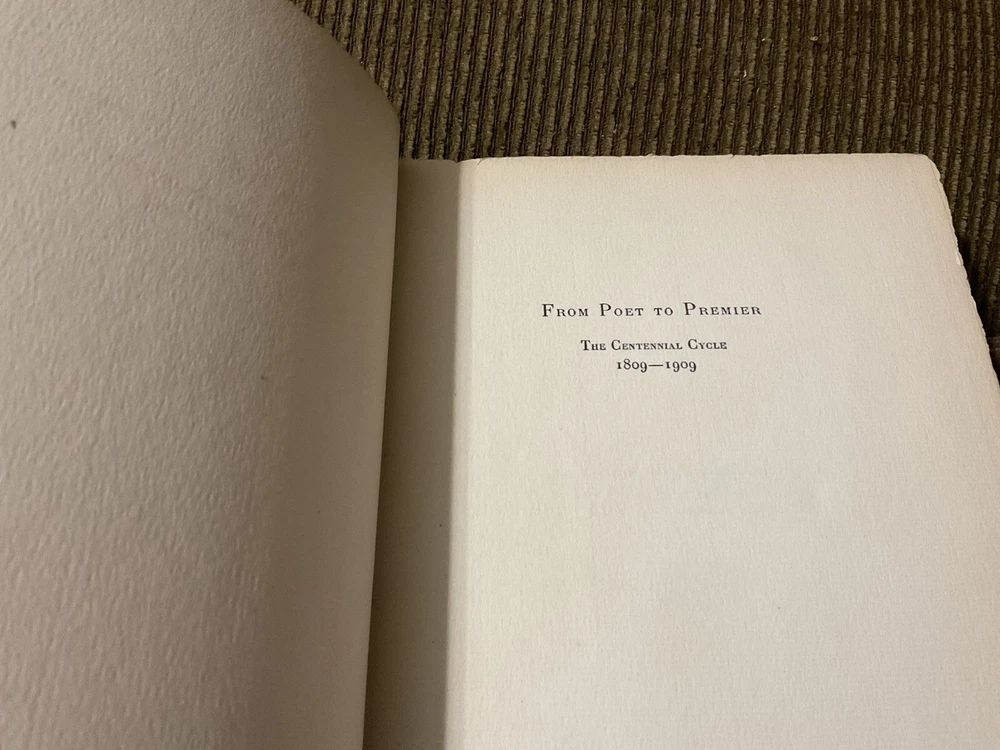 From Poet to Premier
The Centennial Cycle
1809—1909